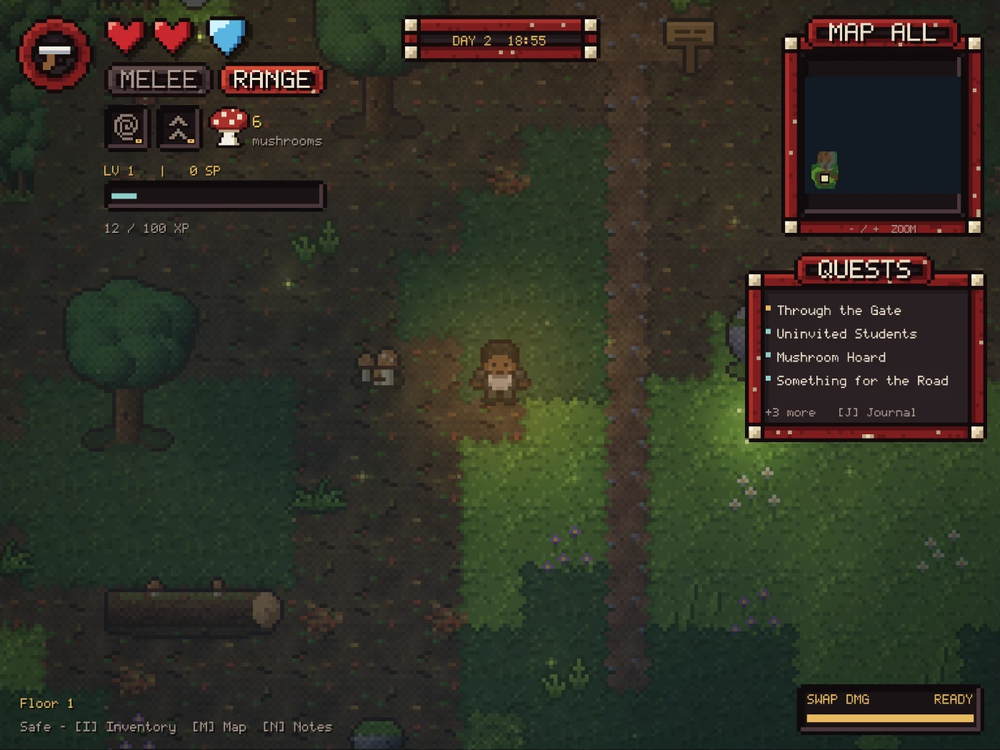 DAY 2 18:55
MAP ALL
MELEE RANGE
6
mushrooms
LV 1 | 0 SP
12 / 100 XP
- / + ZOOM
QUESTS
Through the Gate
Uninvited Students
Mushroom Hoard
Something for the Road
+3 more [J] Journal
Floor 1
Safe - [I] Inventory [M] Map [N] Notes
SWAP DMG READY